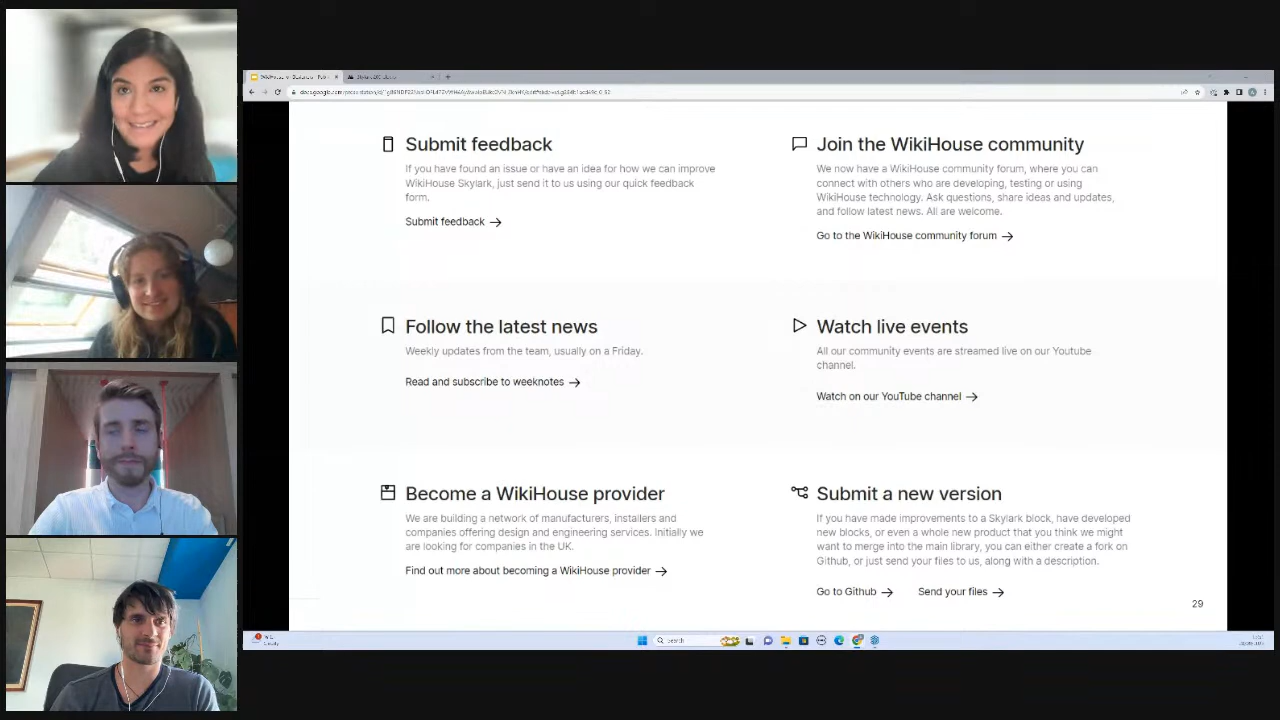 Submit feedback
If you have found an issue or have an idea for how we can improve
WikiHouse Skylark, just send it to us using our quick feedback
form.
Submit feedback →
Join the WikiHouse community
We now have a WikiHouse community forum, where you can
connect with others who are developing, testing or using
WikiHouse technology. Ask questions, share ideas and updates,
and follow latest news. All are welcome.
Go to the WikiHouse community forum →
Follow the latest news
Weekly updates from the team, usually on a Friday.
Read and subscribe to weeknotes →
Watch live events
All our community events are streamed live on our Youtube
channel.
Watch on our YouTube channel →
Become a WikiHouse provider
We are building a network of manufacturers, installers and
companies offering design and engineering services. Initially we
are looking for companies in the UK.
Find out more about becoming a WikiHouse provider →
Submit a new version
If you have made improvements to a Skylark block, have developed
new blocks, or even a whole new product that you think we might
want to merge into the main library, you can either create a fork on
Github, or just send your files to us, along with a description.
Go to Github → Send your files →
29
Search